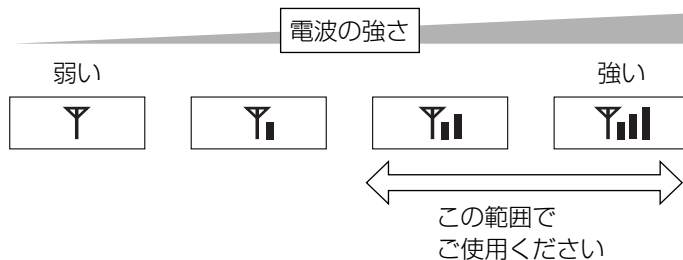 電波の強さ
弱い
強い
この範囲で
ご使用ください